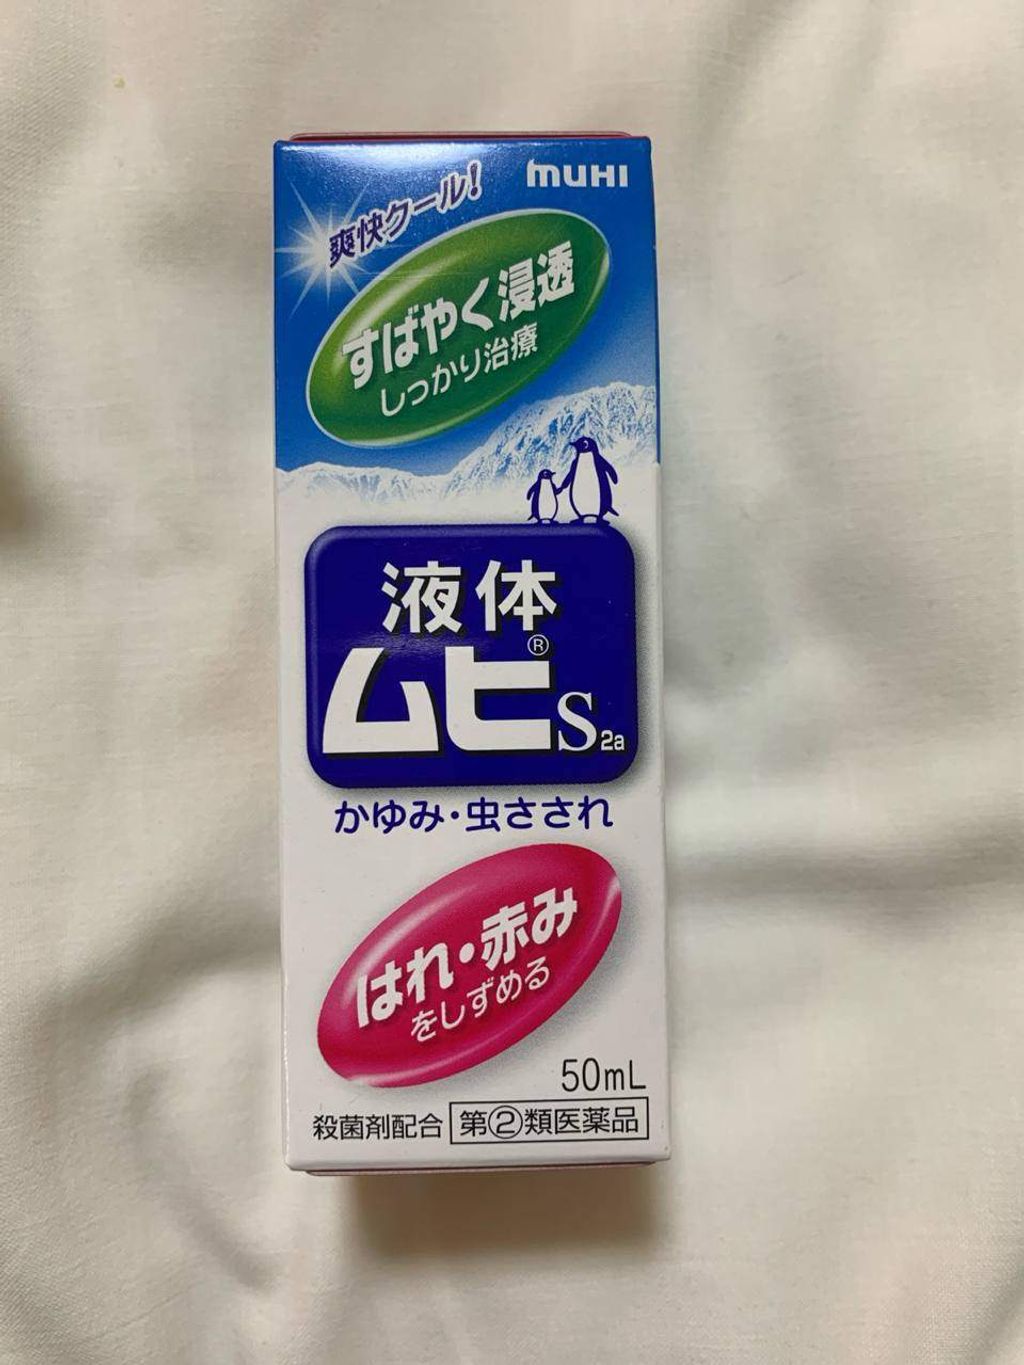 muHI
爽快クール!
すばやく浸透
しっかり治療
液体
ムヒ®S2a
かゆみ・虫さされ
はれ・赤み
をしずめる
50mL
殺菌剤配合 第②類医薬品